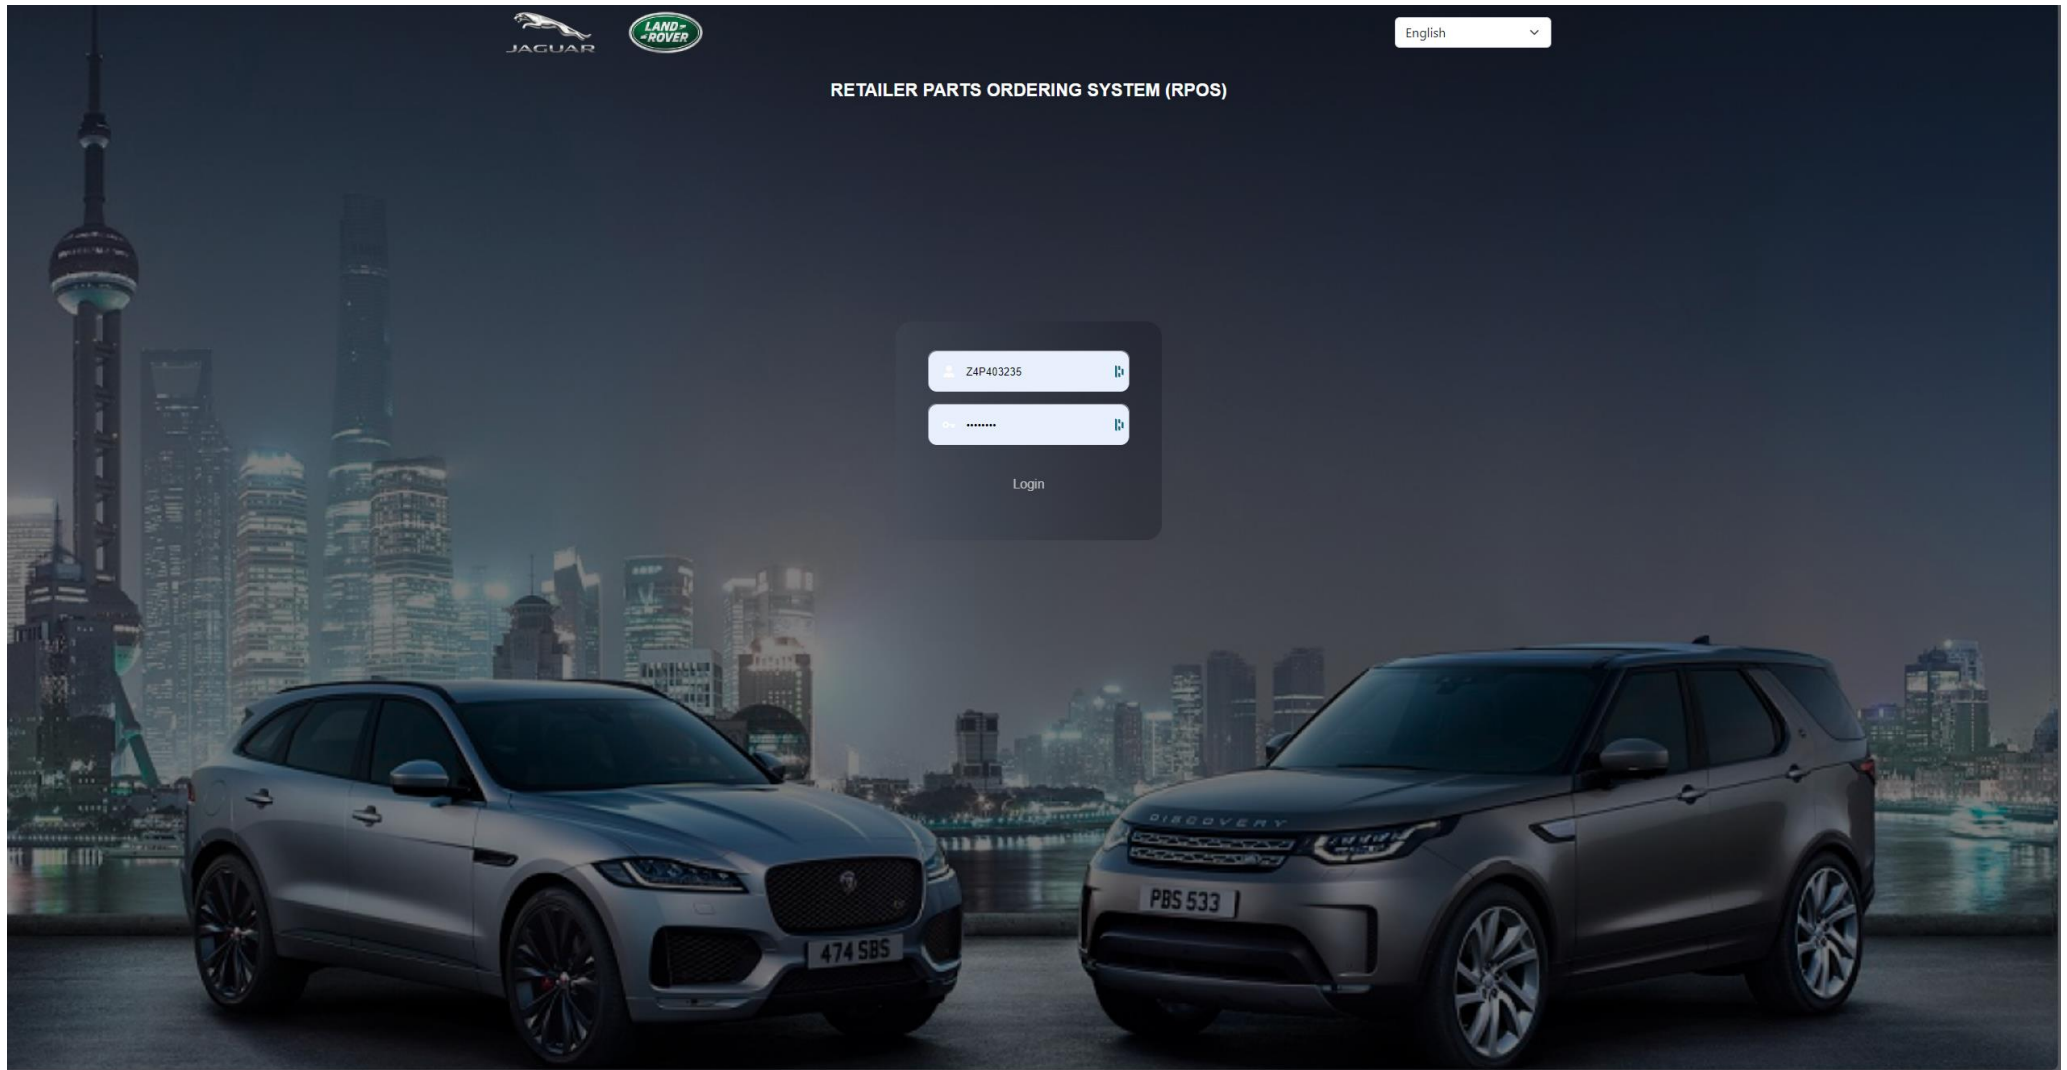 JAGUAR
LAND-
-ROVER
English
RETAILER PARTS ORDERING SYSTEM (RPOS)
Z4P403235
••••••••
Login
DISCOVERY
PBS 533
474 SBS